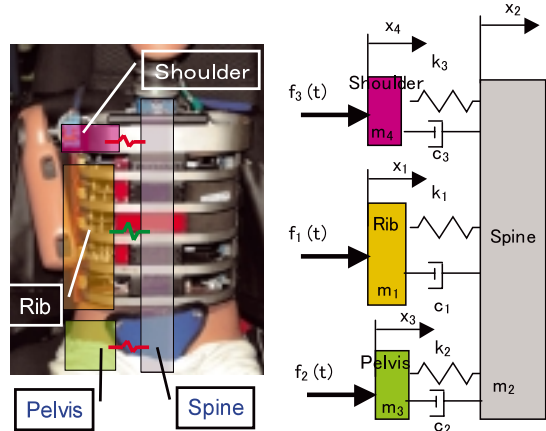 Shoulder
Rib
Pelvis
Spine
x4
x2
k3
Shoulder
f3 (t)
m4
c3
x1
k1
Rib
f1 (t)
Spine
m1
c1
x3
k2
Pelvis
f2 (t)
m2
m3
c2